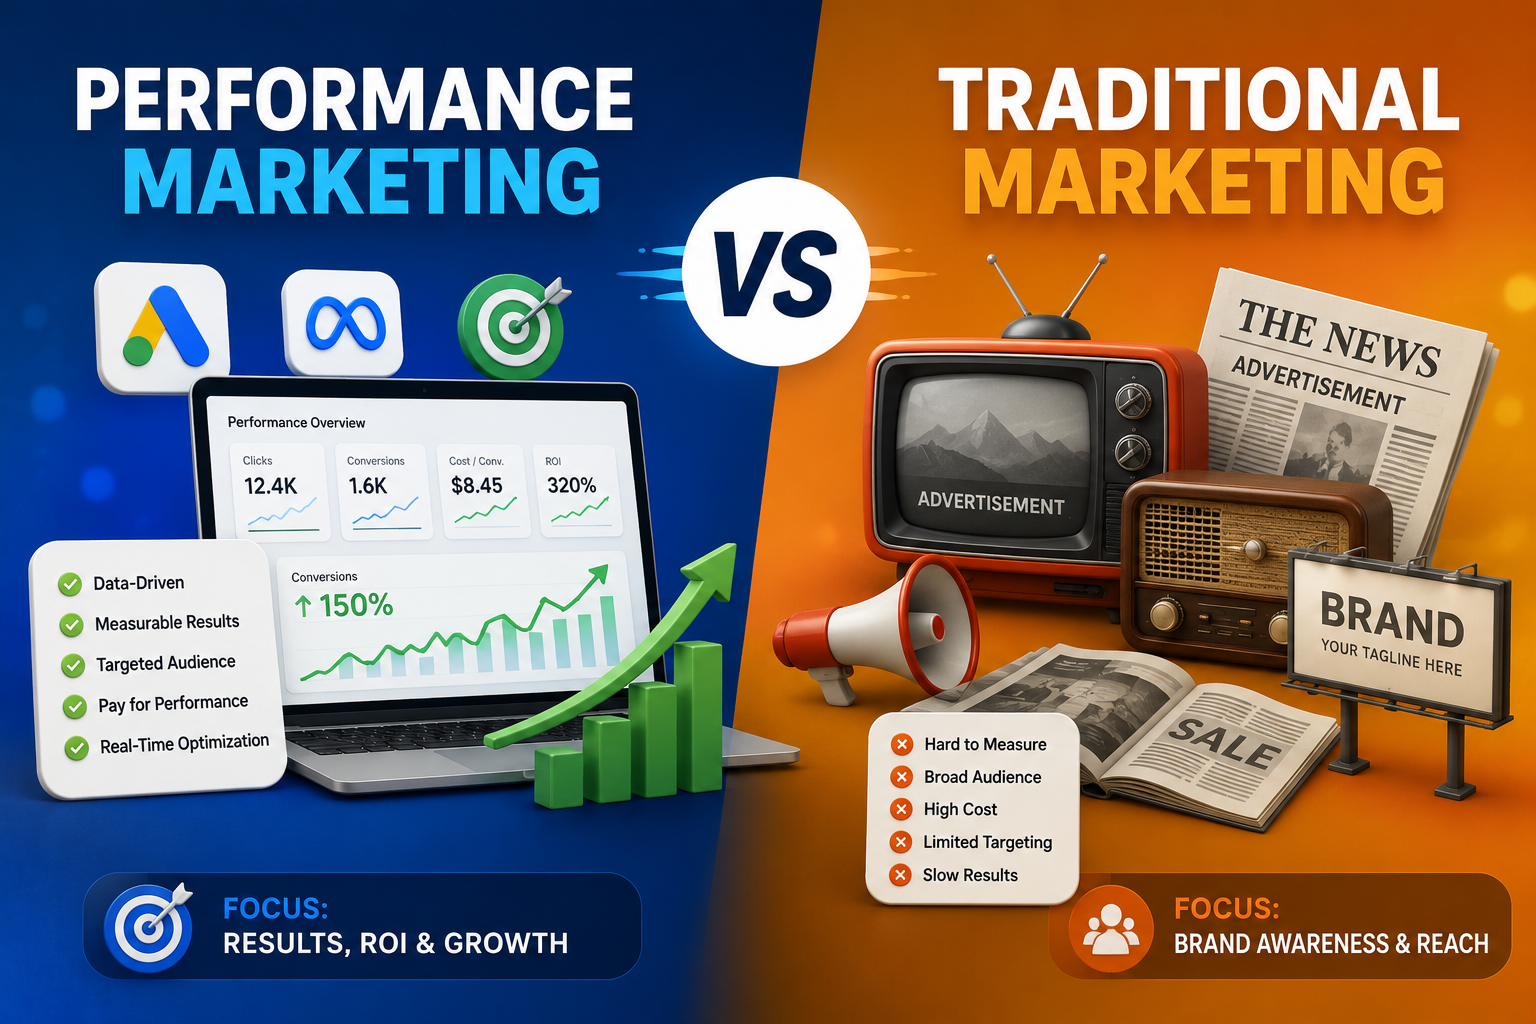 PERFORMANCE
MARKETING
VS
TRADITIONAL
MARKETING
Performance Overview
Clicks
12.4K
Conversions
1.6K
Cost / Conv.
$8.45
ROI
320%
Conversions
↑ 150%
Data-Driven
Measurable Results
Targeted Audience
Pay for Performance
Real-Time Optimization
FOCUS:
RESULTS, ROI & GROWTH
THE NEWS
ADVERTISEMENT
ADVERTISEMENT
BRAND
YOUR TAGLINE HERE
SALE
Hard to Measure
Broad Audience
High Cost
Limited Targeting
Slow Results
FOCUS:
BRAND AWARENESS & REACH